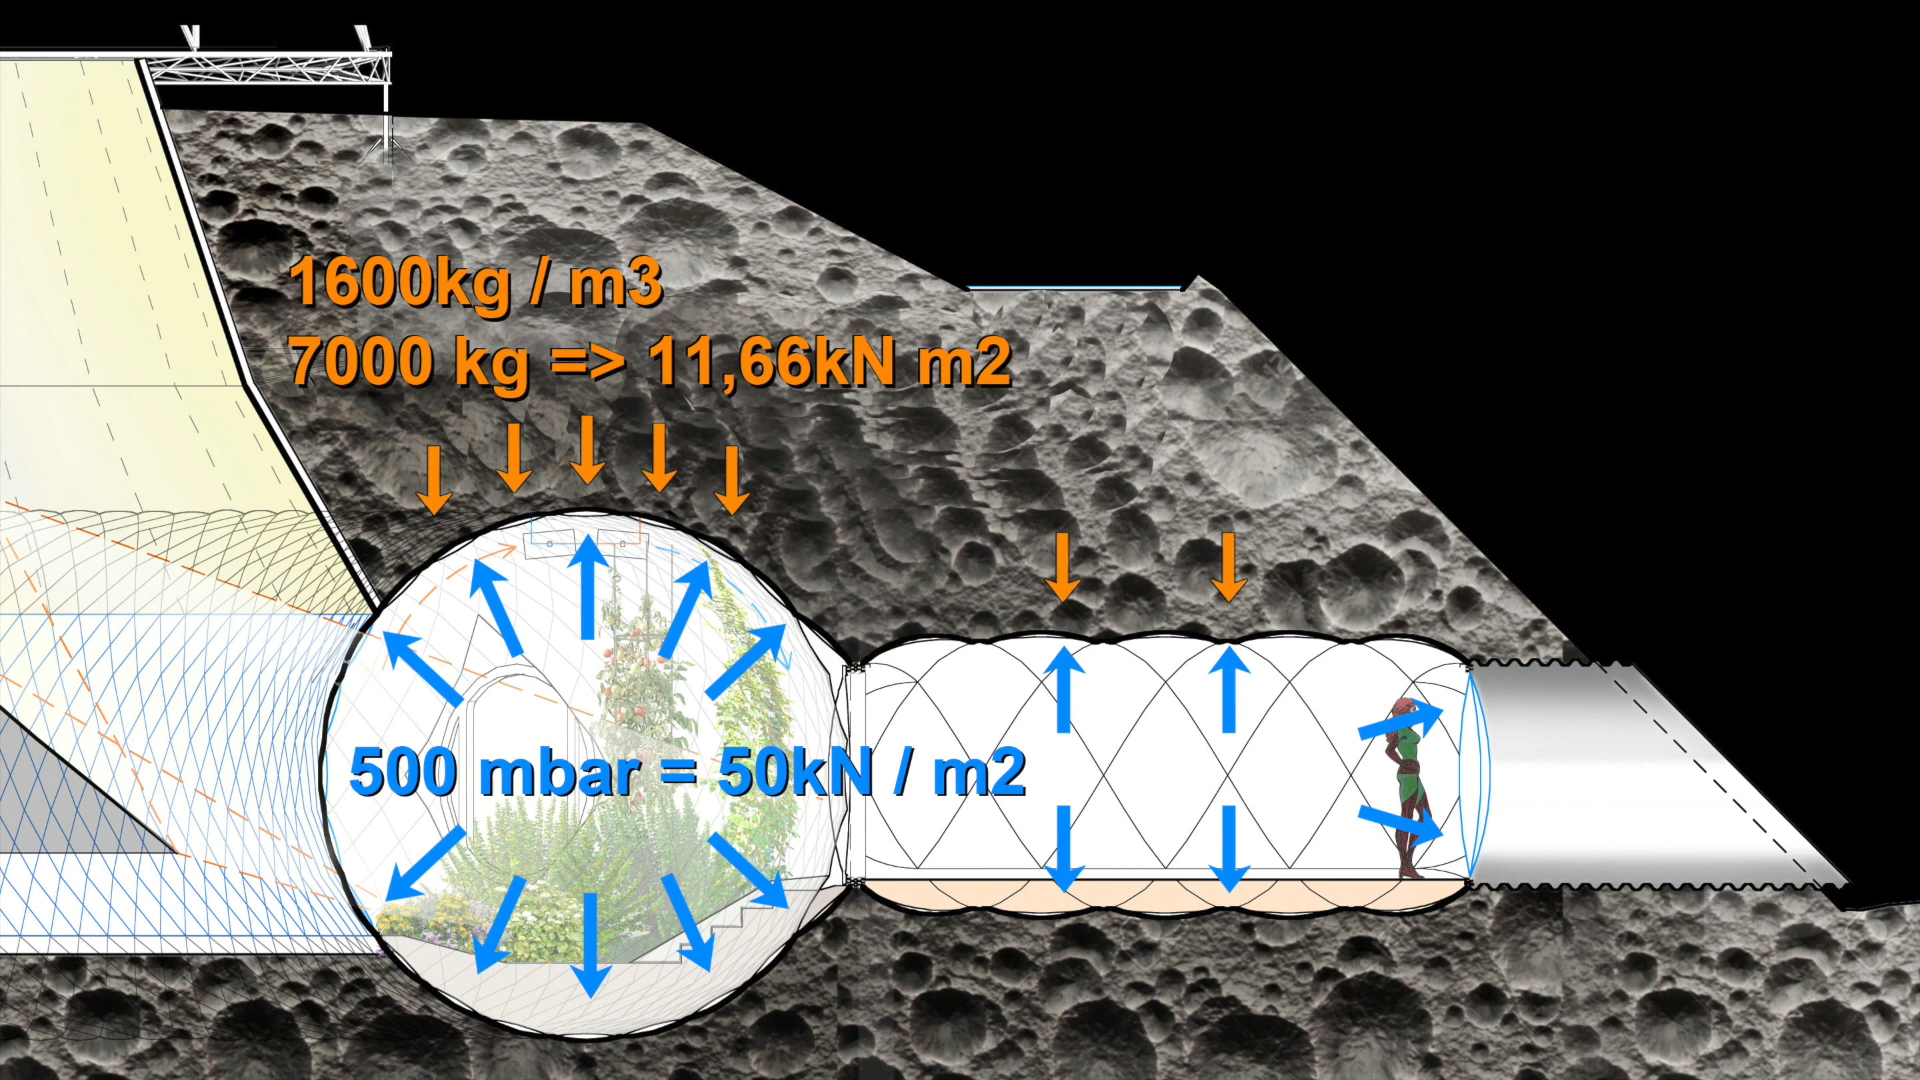 1600kg / m3
7000 kg => 11,66kN m2
500 mbar = 50kN / m2